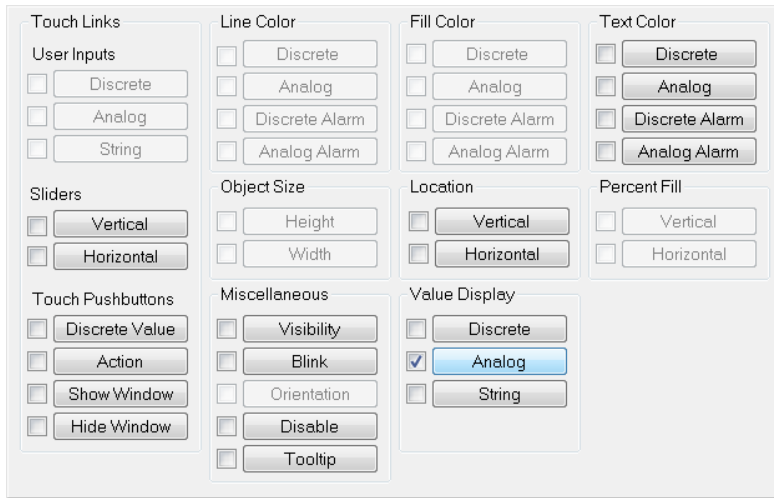 Touch Links
User Inputs
Discrete
Analog
String
Sliders
Vertical
Horizontal
Touch Pushbuttons
Discrete Value
Action
Show Window
Hide Window
Line Color
Discrete
Analog
Discrete Alarm
Analog Alarm
Object Size
Height
Width
Miscellaneous
Visibility
Blink
Orientation
Disable
Tooltip
Fill Color
Discrete
Analog
Discrete Alarm
Analog Alarm
Location
Vertical
Horizontal
Value Display
Discrete
Analog
String
Text Color
Discrete
Analog
Discrete Alarm
Analog Alarm
Percent Fill
Vertical
Horizontal